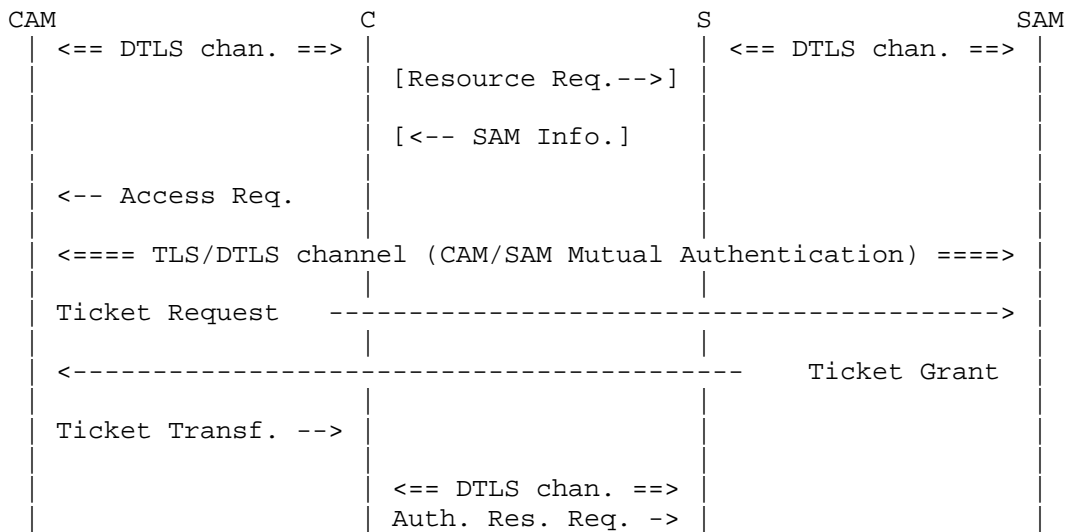 CAM C S SAM
<== DTLS chan. ==> <== DTLS chan. ==>
[Resource Req.-->]
[<-- SAM Info.]
<-- Access Req.
<==== TLS/DTLS channel (CAM/SAM Mutual Authentication) ====>
Ticket Request ------------------------------------------>
<------------------------------------------ Ticket Grant
Ticket Transf. -->
<== DTLS chan. ==>
Auth. Res. Req. ->